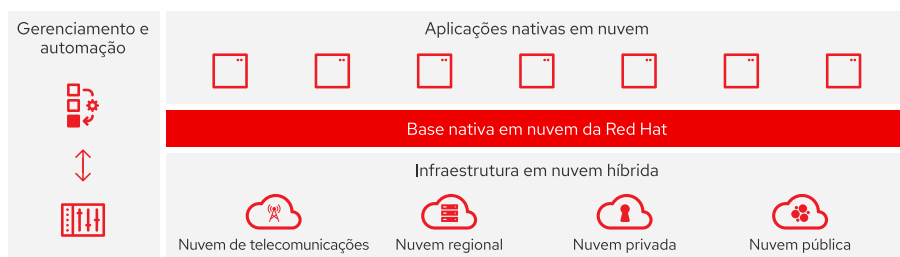 Gerenciamento e
automação
Aplicações nativas em nuvem
Base nativa em nuvem da Red Hat
Infraestrutura em nuvem híbrida
Nuvem de telecomunicações
Nuvem regional
Nuvem privada
Nuvem pública